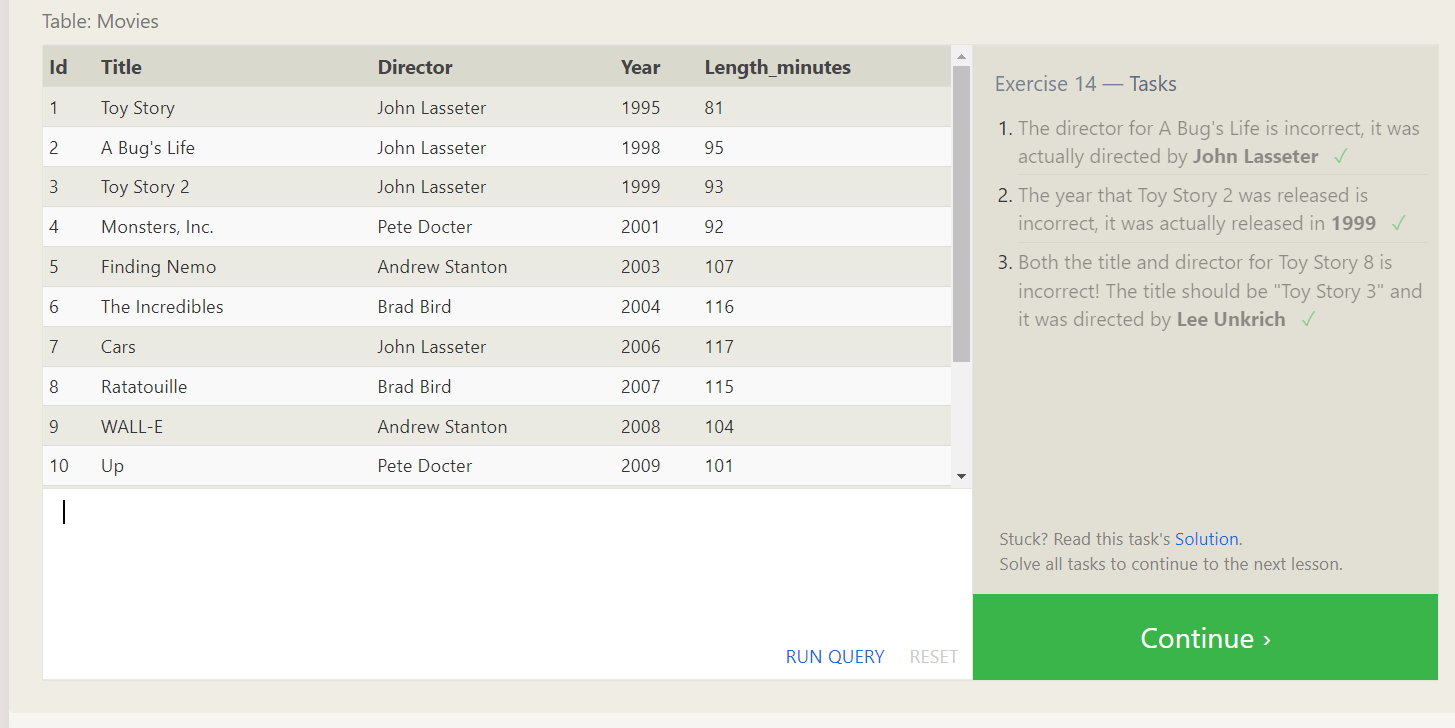 Table: Movies
Id Title Director Year Length_minutes
1 Toy Story John Lasseter 1995 81
2 A Bug's Life John Lasseter 1998 95
3 Toy Story 2 John Lasseter 1999 93
4 Monsters, Inc. Pete Docter 2001 92
5 Finding Nemo Andrew Stanton 2003 107
6 The Incredibles Brad Bird 2004 116
7 Cars John Lasseter 2006 117
8 Ratatouille Brad Bird 2007 115
9 WALL-E Andrew Stanton 2008 104
10 Up Pete Docter 2009 101
RUN QUERY RESET
Exercise 14 — Tasks
1. The director for A Bug's Life is incorrect, it was
actually directed by John Lasseter ✓
2. The year that Toy Story 2 was released is
incorrect, it was actually released in 1999 ✓
3. Both the title and director for Toy Story 8 is
incorrect! The title should be "Toy Story 3" and
it was directed by Lee Unkrich ✓
Stuck? Read this task's Solution.
Solve all tasks to continue to the next lesson.
Continue ›